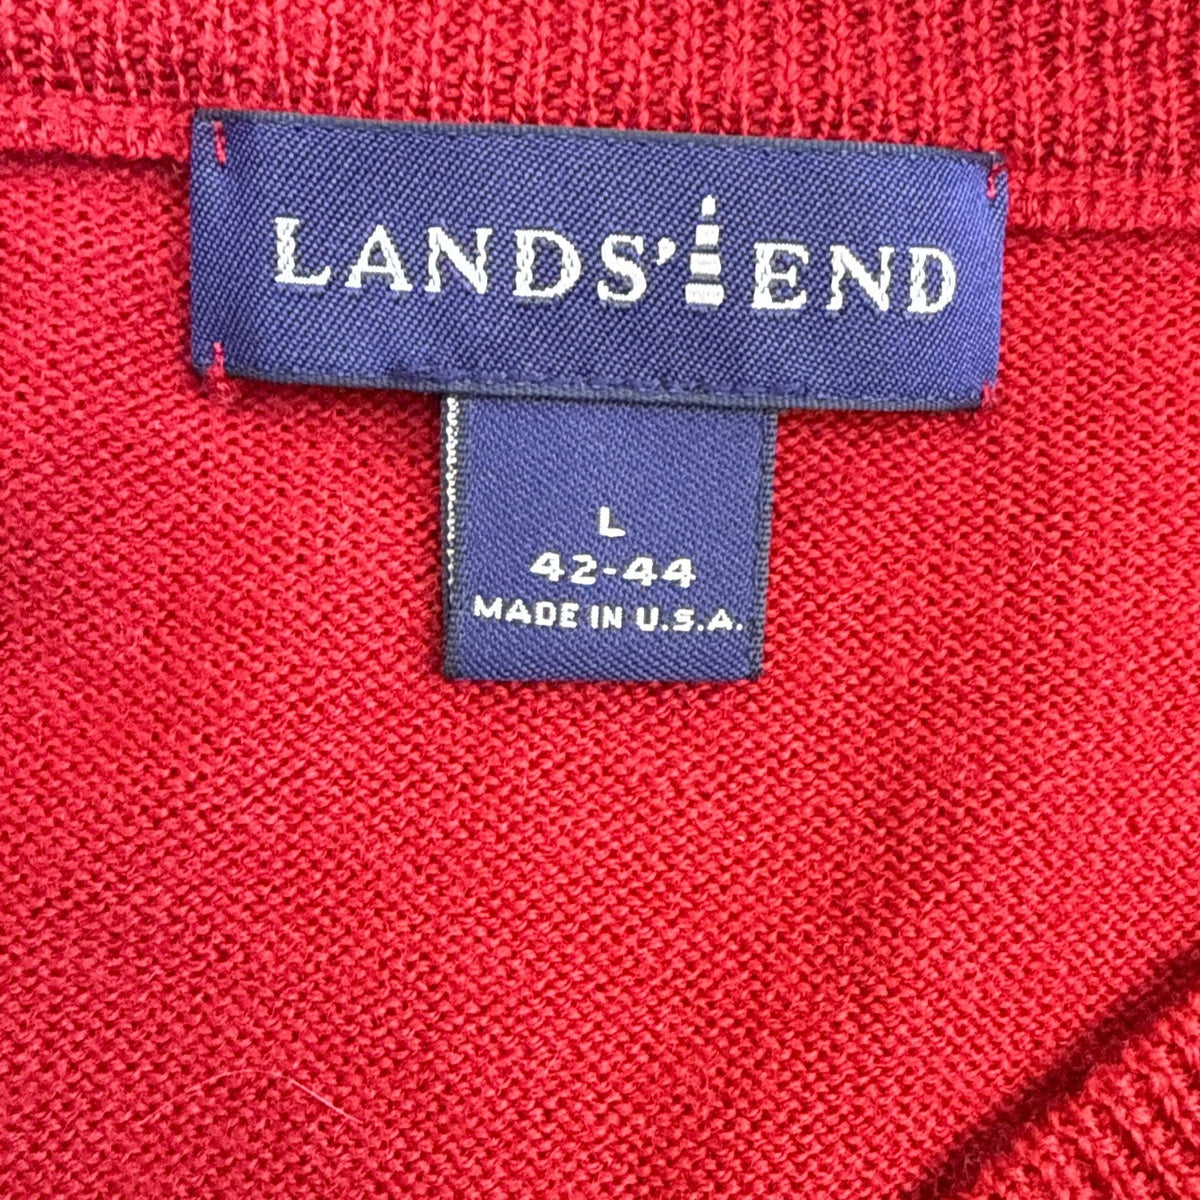 LANDS' END
L
42-44
MADE IN U.S.A.